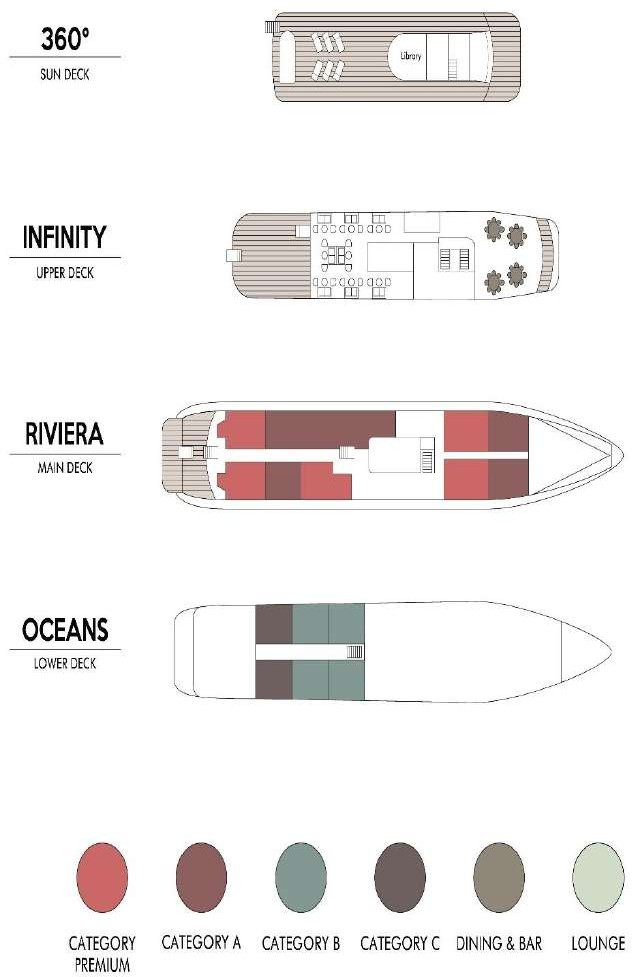 360°
SUN DECK
Library
INFINITY
UPPER DECK
RIVIERA
MAIN DECK
OCEANS
LOWER DECK
CATEGORY PREMIUM
CATEGORY A
CATEGORY B
CATEGORY C
DINING & BAR
LOUNGE